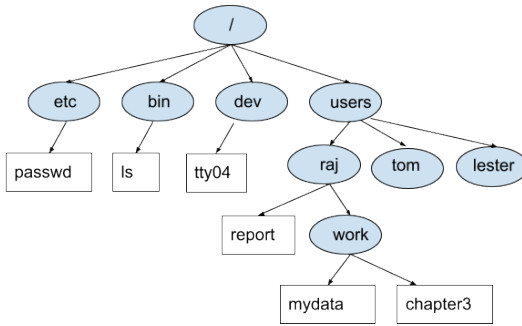 /
etc
bin
dev
users
passwd
ls
tty04
raj
tom
lester
report
work
mydata
chapter3